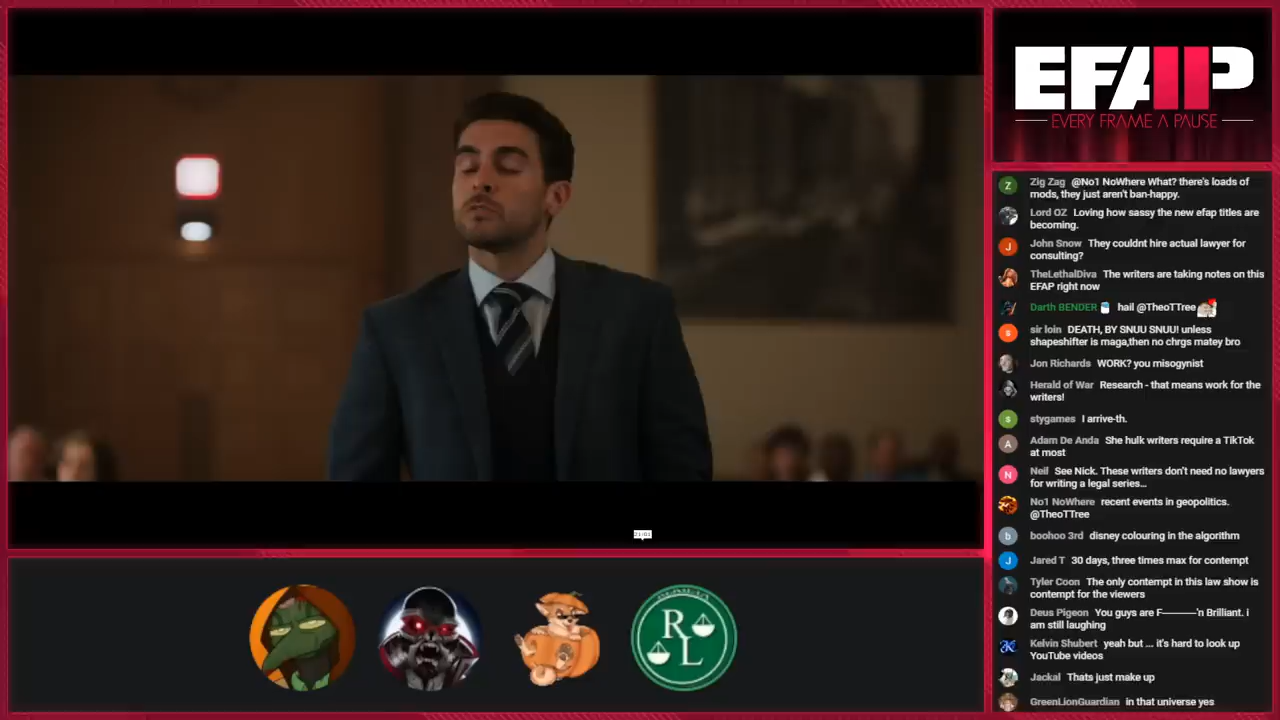 EFAP
EVERY FRAME A PAUSE
Zig Zag @No1 NoWhere What? there's loads of
mods, they just aren't ban-happy.
Lord OZ Loving how sassy the new efap titles are
becoming.
John Snow They couldnt hire actual lawyer for
consulting?
TheLethalDiva The writers are taking notes on this
EFAP right now
Darth BENDER hail @TheoTTree
sir loin DEATH, BY SNUU SNUU! unless
shapeshifter is maga,then no chrgs matey bro
Jon Richards WORK? you misogynist
Herald of War Research - that means work for the
writers!
stygames I arrive-th.
Adam De Anda She hulk writers require a TikTok
at most
Neif See Nick. These writers don't need no lawyers
for writing a legal series...
No1 NoWhere recent events in geopolitics.
@TheoTTree
boohoo 3rd disney colouring in the algorithm
Jared T 30 days, three times max for contempt
Tyler Coon The only contempt in this law show is
contempt for the viewers
Deus Pigeon You guys are F———'n Brilliant. i
am still laughing
Kelvin Shubert yeah but ... it's hard to look up
YouTube videos
Jackal Thats just make up
GreenLionGuardian in that universe yes
21:01
R
L